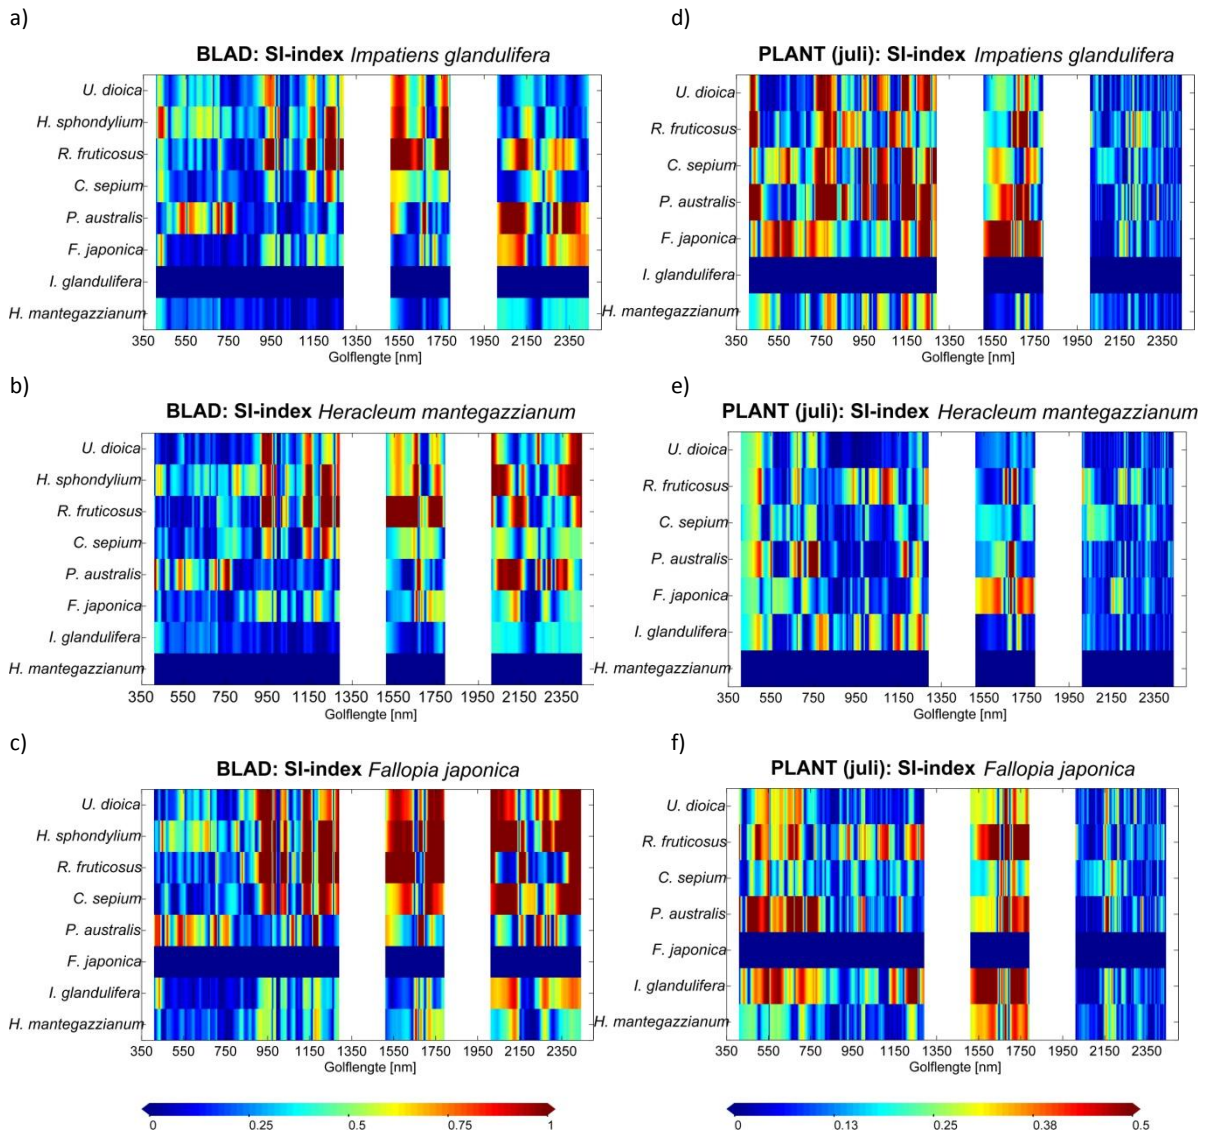 a)
BLAD: SI-index Impatiens glandulifera
U. dioica
H. sphondylium
R. fruticosus
C. sepium
P. australis
F. japonica
I. glandulifera
H. mantegazzianum
350 550 750 950 1150 1350 1550 1750 1950 2150 2350
Golflengte [nm]
d)
PLANT (juli): SI-index Impatiens glandulifera
U. dioica
R. fruticosus
C. sepium
P. australis
F. japonica
I. glandulifera
H. mantegazzianum
350 550 750 950 1150 1350 1550 1750 1950 2150 2350
Golflengte [nm]
b)
BLAD: SI-index Heracleum mantegazzianum
U. dioica
H. sphondylium
R. fruticosus
C. sepium
P. australis
F. japonica
I. glandulifera
H. mantegazzianum
350 550 750 950 1150 1350 1550 1750 1950 2150 2350
Golflengte [nm]
e)
PLANT (juli): SI-index Heracleum mantegazzianum
U. dioica
R. fruticosus
C. sepium
P. australis
F. japonica
I. glandulifera
H. mantegazzianum
350 550 750 950 1150 1350 1550 1750 1950 2150 2350
Golflengte [nm]
c)
BLAD: SI-index Fallopia japonica
U. dioica
H. sphondylium
R. fruticosus
C. sepium
P. australis
F. japonica
I. glandulifera
H. mantegazzianum
350 550 750 950 1150 1350 1550 1750 1950 2150 2350
Golflengte [nm]
0 0.25 0.5 0.75 1
f)
PLANT (juli): SI-index Fallopia japonica
U. dioica
R. fruticosus
C. sepium
P. australis
F. japonica
I. glandulifera
H. mantegazzianum
350 550 750 950 1150 1350 1550 1750 1950 2150 2350
Golflengte [nm]
0 0.13 0.25 0.38 0.5